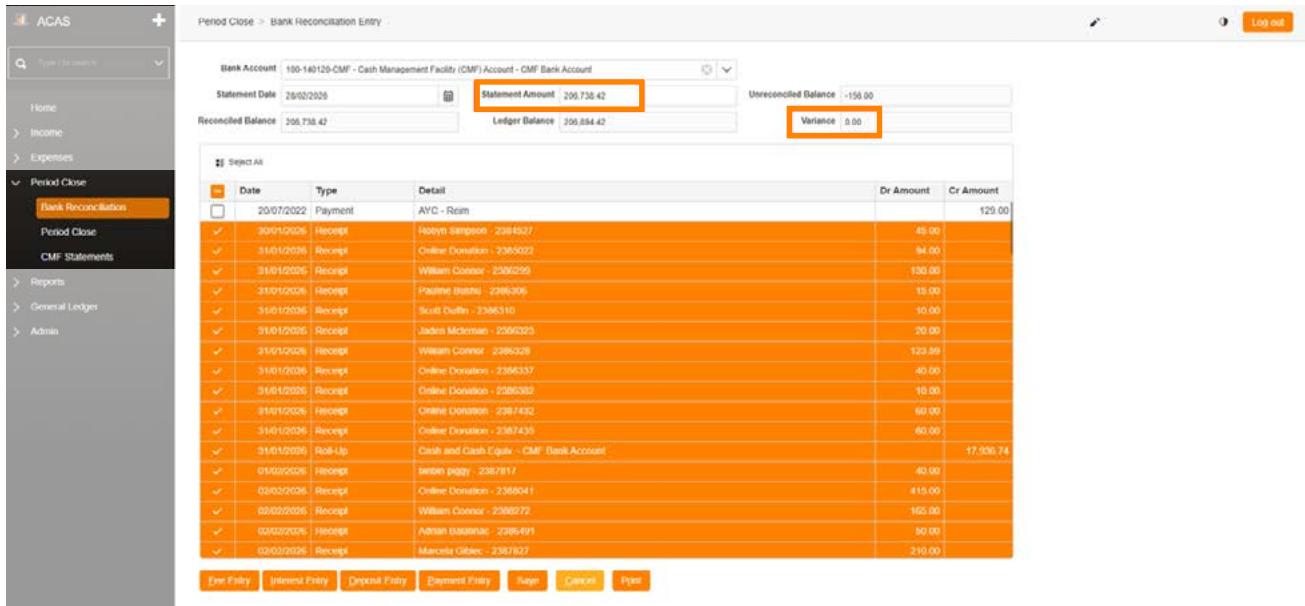 ACAS
Period Close > Bank Reconciliation Entry
Log out
Bank Account 100-140120-CMF - Cash Management Facility (CMF) Account - CMF Bank Account
Statement Date 28/02/2026 Statement Amount 206,738.42 Unreconciled Balance -156.00
Reconciled Balance 206,738.42 Ledger Balance 206,894.42 Variance 0.00
Home
Income
Expenses
Period Close
Bank Reconciliation
Period Close
CMF Statements
Reports
General Ledger
Admin
Select All
Date Type Detail Dr Amount Cr Amount
20/07/2022 Payment AYC - Reim 129.00
30/01/2026 Receipt Robyn Simpson - 2384527 45.00
31/01/2026 Receipt Online Donation - 2385022 94.00
31/01/2026 Receipt William Connor - 2386299 130.00
31/01/2026 Receipt Pauline Bushu - 2386306 15.00
31/01/2026 Receipt Scott Duffin - 2386310 10.00
31/01/2026 Receipt Jaden McTernan - 2386323 20.00
31/01/2026 Receipt William Connor - 2386328 123.89
31/01/2026 Receipt Online Donation - 2386337 40.00
31/01/2026 Receipt Online Donation - 2386382 10.00
31/01/2026 Receipt Online Donation - 2387432 60.00
31/01/2026 Receipt Online Donation - 2387435 60.00
31/01/2026 Roll-Up Cash and Cash Equiv. - CMF Bank Account 17,936.74
01/02/2026 Receipt binbin piggy - 2387817 40.00
02/02/2026 Receipt Online Donation - 2388041 415.00
02/02/2026 Receipt William Connor - 2388272 165.00
02/02/2026 Receipt Adrian - 2386491 50.00
02/02/2026 Receipt Marcela Gibiec - 2387827 210.00
Fee Entry Interest Entry Deposit Entry Payment Entry Save Cancel Print